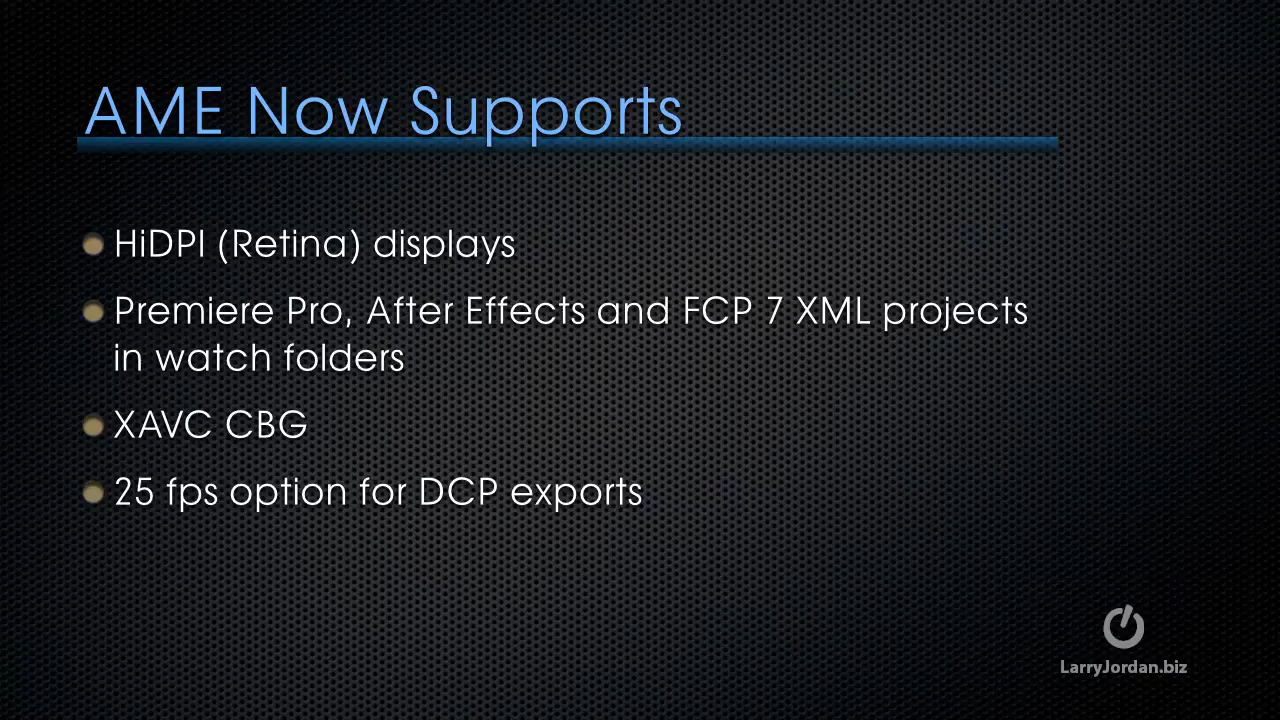 AME Now Supports
HiDPI (Retina) displays
Premiere Pro, After Effects and FCP 7 XML projects
in watch folders
XAVC CBG
25 fps option for DCP exports
LarryJordan.biz